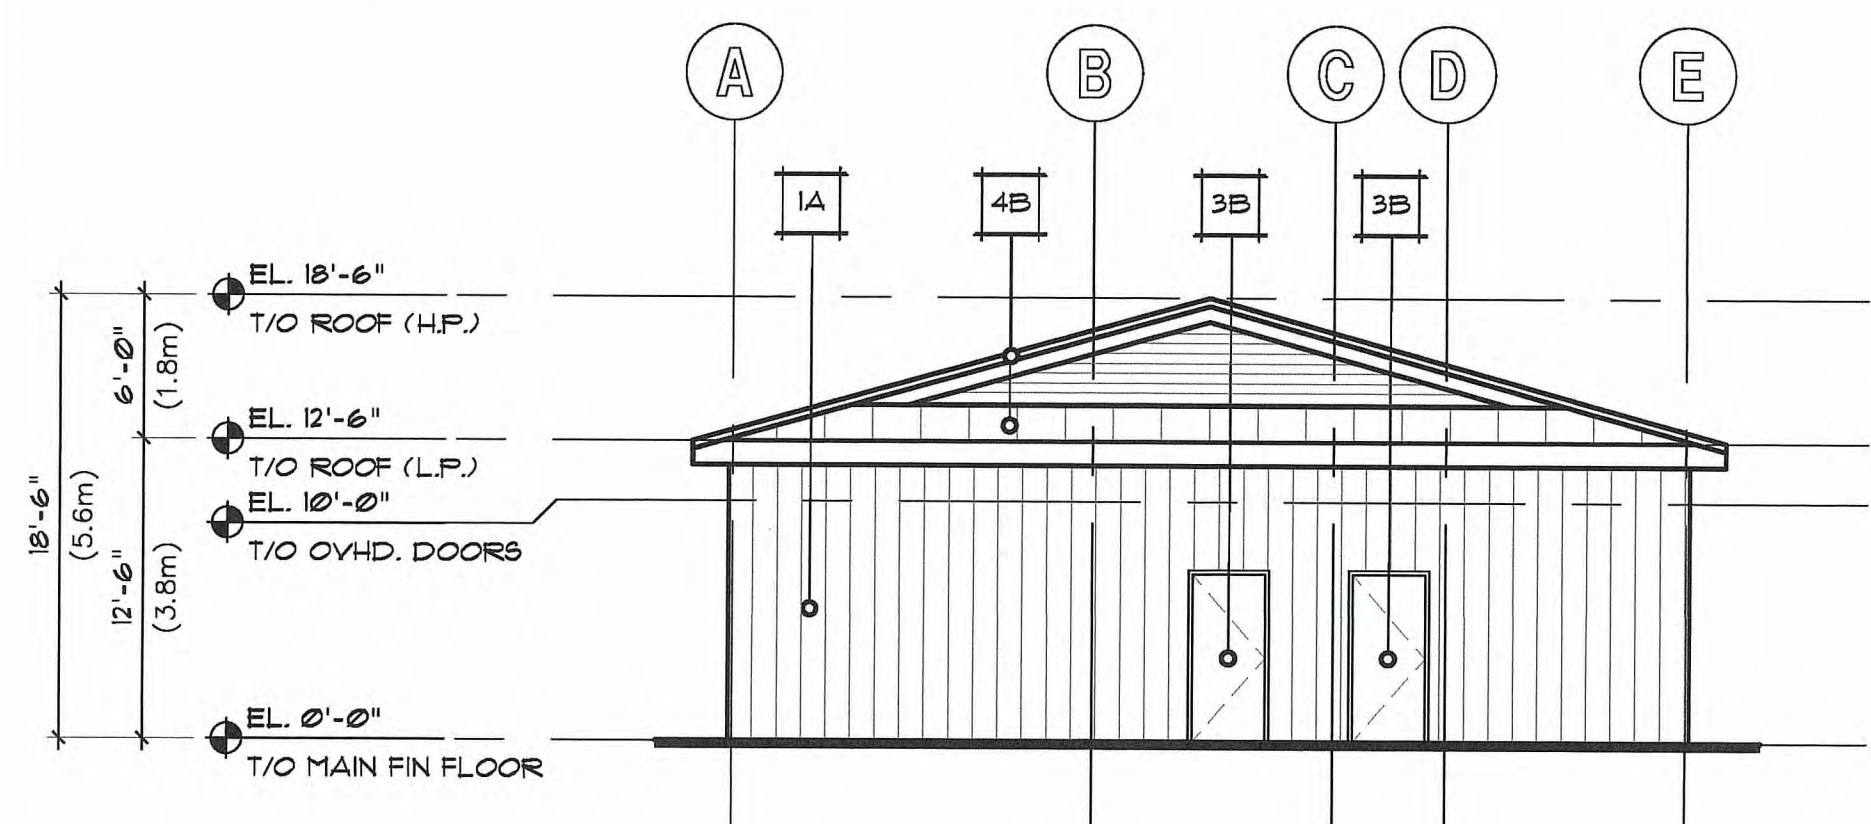 A B C D E
1A 4B 3B 3B
EL. 18'-6"
T/O ROOF (H.P.)
6'-0"
(1.8m)
EL. 12'-6"
T/O ROOF (L.P.)
EL. 10'-0"
T/O OVHD. DOORS
18'-6"
(5.6m)
12'-6"
(3.8m)
EL. 0'-0"
T/O MAIN FIN FLOOR